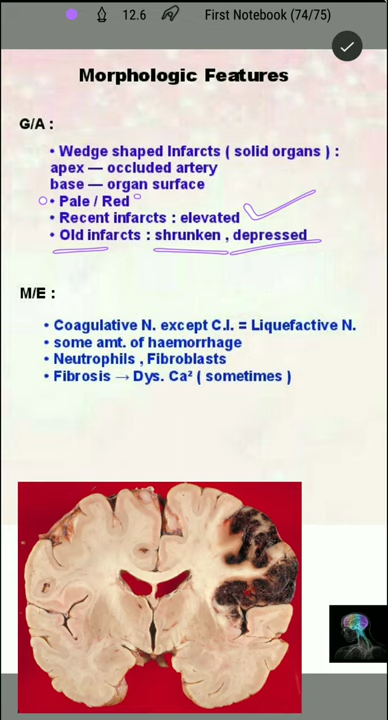 12.6 First Notebook (74/75)
Morphologic Features
G/A :
• Wedge shaped Infarcts ( solid organs ) :
apex — occluded artery
base — organ surface
• Pale / Red
• Recent infarcts : elevated
• Old infarcts : shrunken , depressed
M/E :
• Coagulative N. except C.I. = Liquefactive N.
• some amt. of haemorrhage
• Neutrophils , Fibroblasts
• Fibrosis → Dys. Ca² ( sometimes )